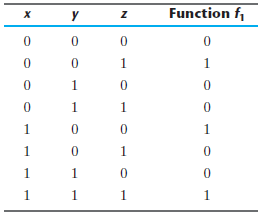 x y z Function f₁
0 0 0 0
0 0 1 1
0 1 0 0
0 1 1 0
1 0 0 1
1 0 1 0
1 1 0 0
1 1 1 1